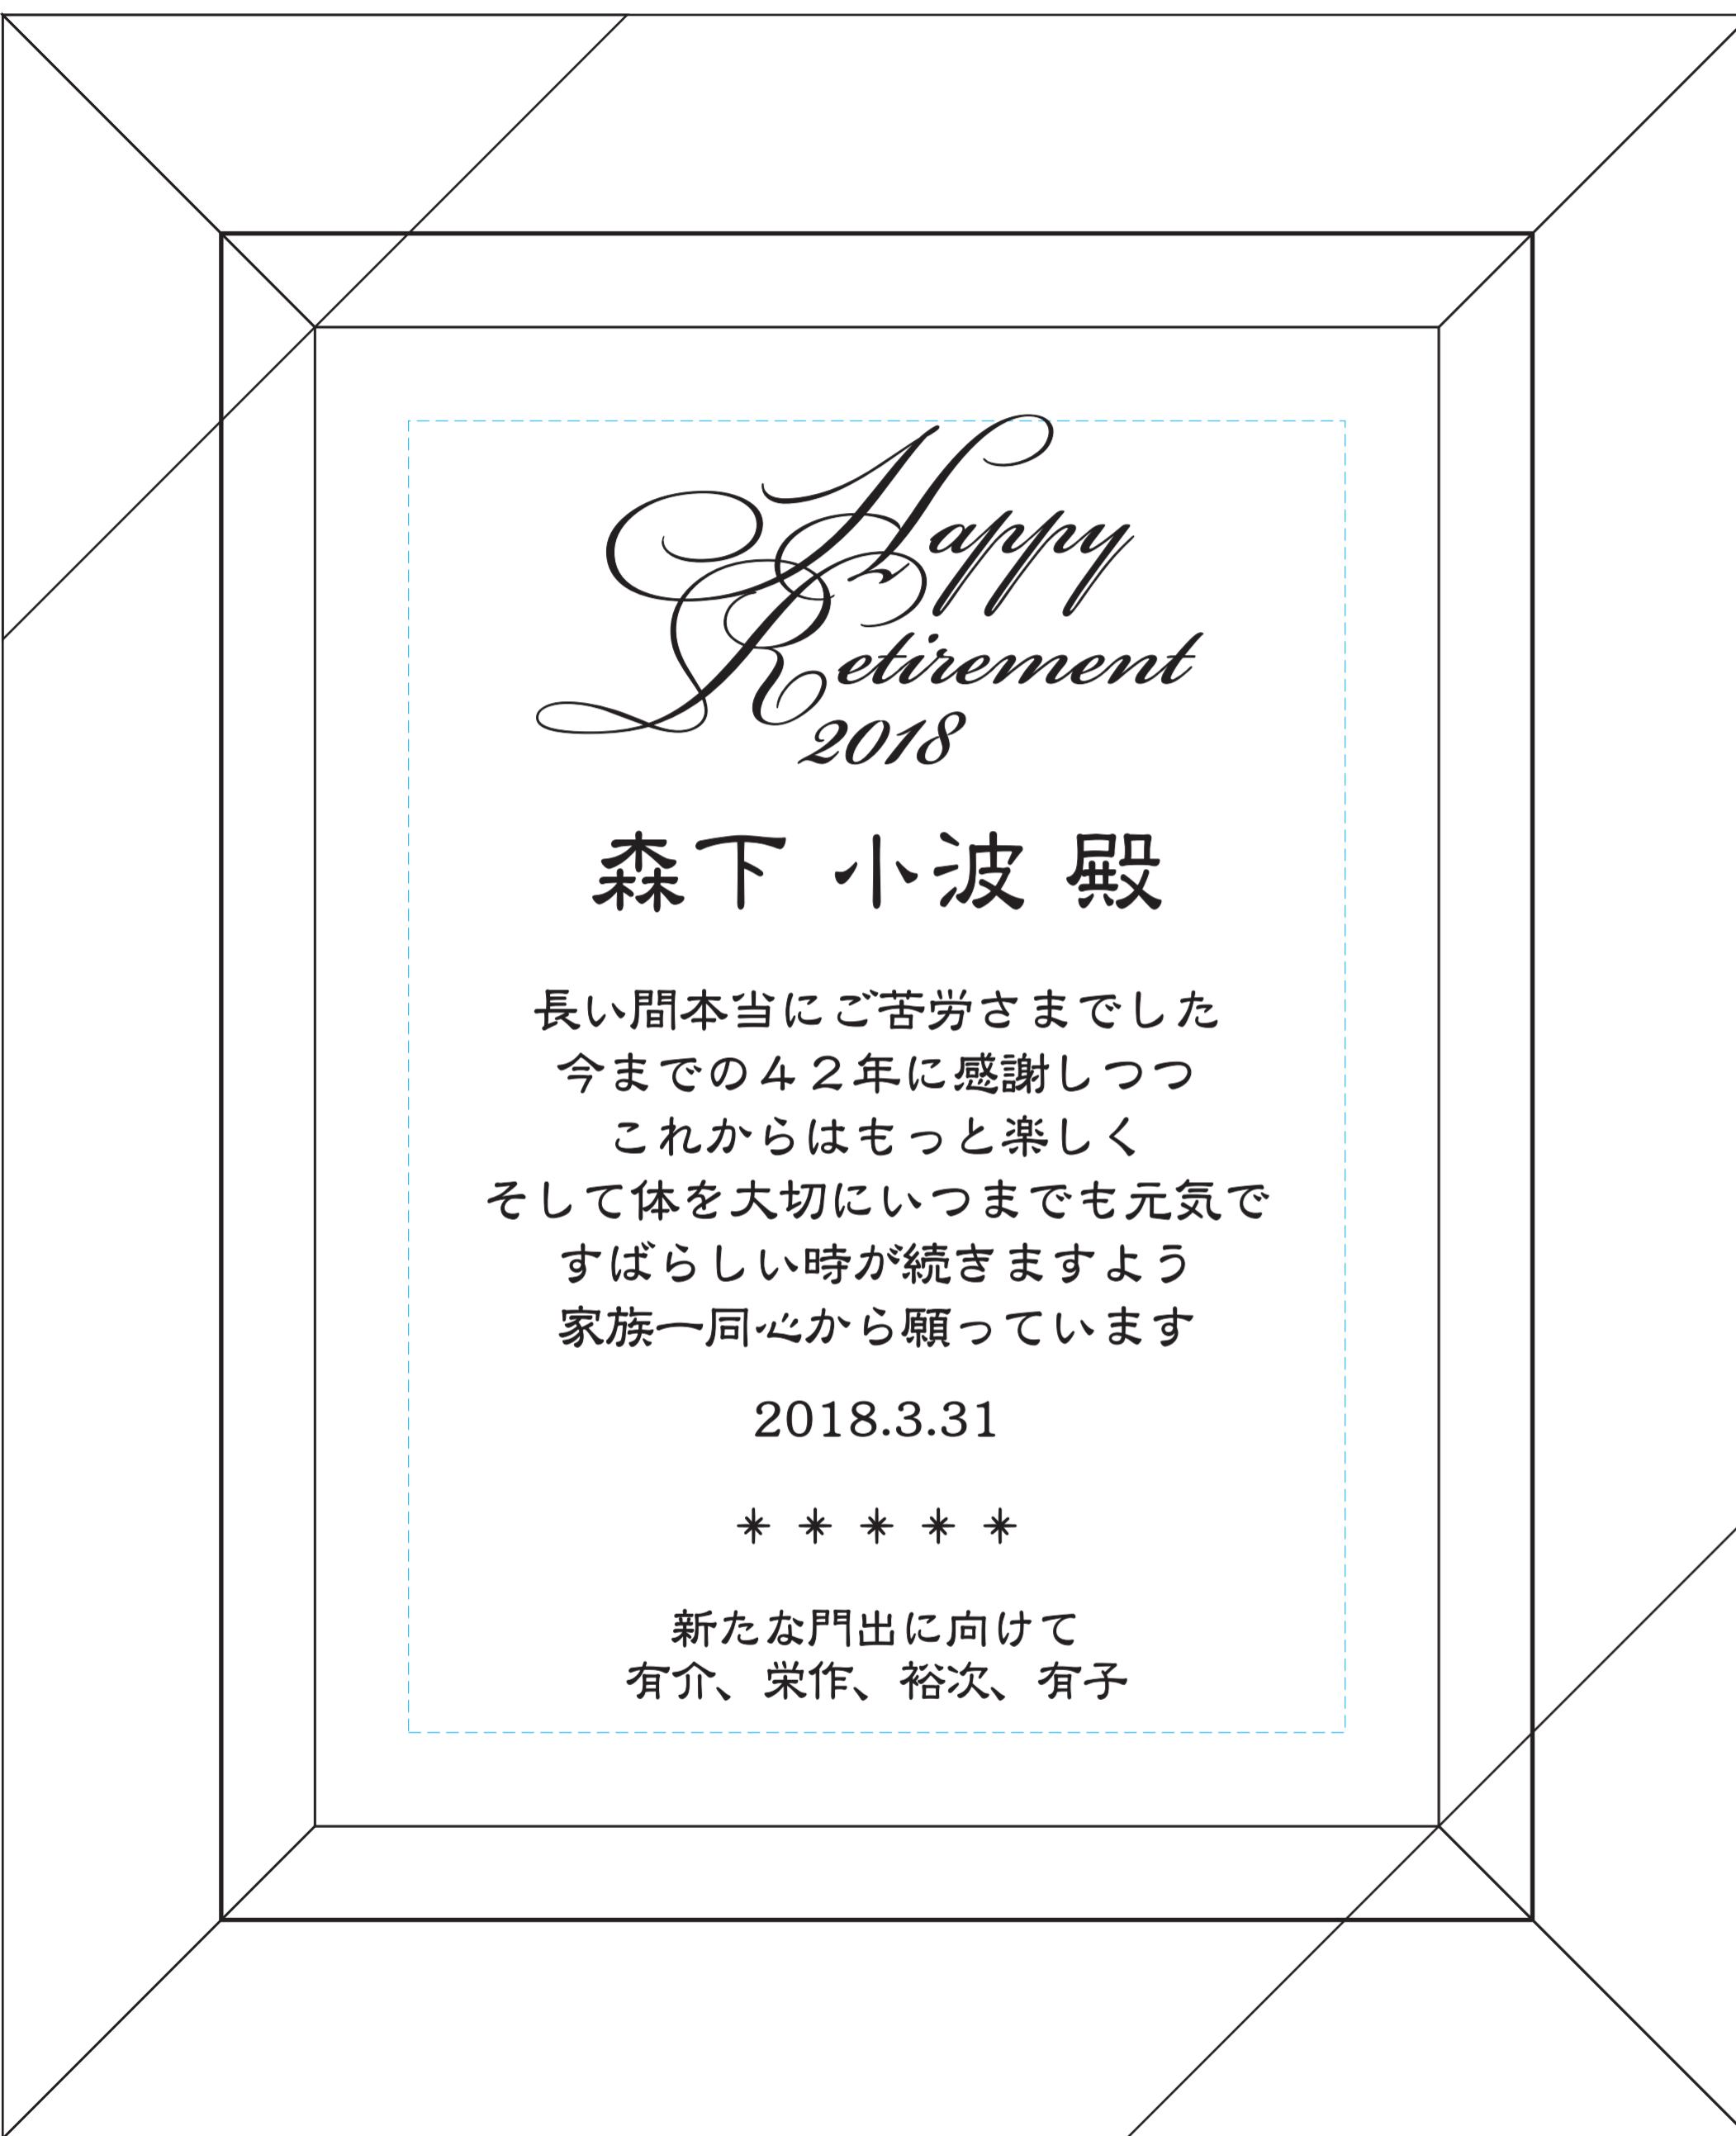 Happy
Retirement
2018
森下 小波 殿
長い間本当にご苦労さまでした
今までの42年に感謝しつつ
これからはもっと楽しく
そして体を大切にいつまでも元気で
すばらしい時が続きますよう
家族一同心から願っています
2018.3.31
* * * * *
新たな門出に向けて
有介、 栄作、 裕次、 有子